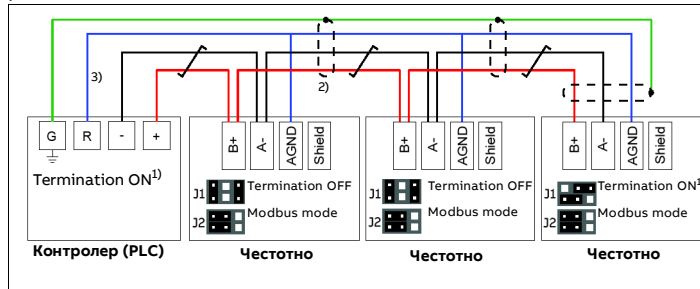 3)
2)
G R - +
B+ A- AGND Shield
B+ A- AGND Shield
B+ A- AGND Shield
Termination ON1)
J1 Termination OFF
J2 Modbus mode
J1 Termination OFF
J2 Modbus mode
J1 Termination ON1
J2 Modbus mode
Контролер (PLC)
Честотно
Честотно
Честотно